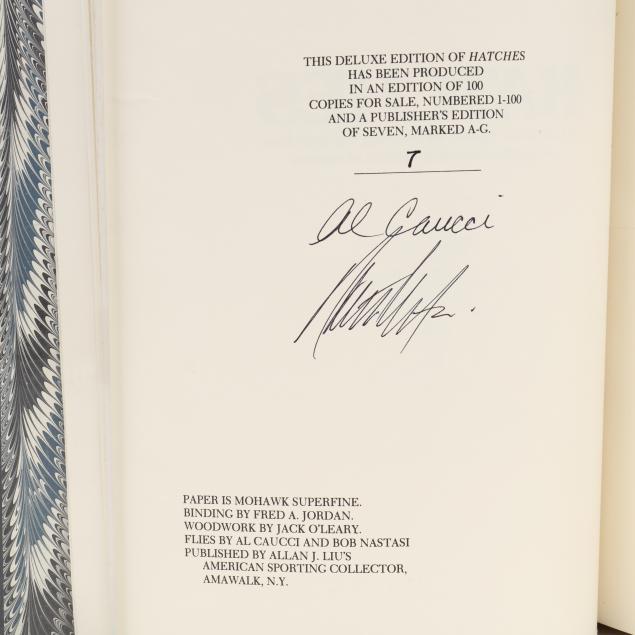 THIS DELUXE EDITION OF HATCHES
HAS BEEN PRODUCED
IN AN EDITION OF 100
COPIES FOR SALE, NUMBERED 1-100
AND A PUBLISHER'S EDITION
OF SEVEN, MARKED A-G.
7
Al Caucci
PAPER IS MOHAWK SUPERFINE.
BINDING BY FRED A. JORDAN.
WOODWORK BY JACK O'LEARY.
FLIES BY AL CAUCCI AND BOB NASTASI
PUBLISHED BY ALLAN J. LIU'S
AMERICAN SPORTING COLLECTOR,
AMAWALK, N.Y.